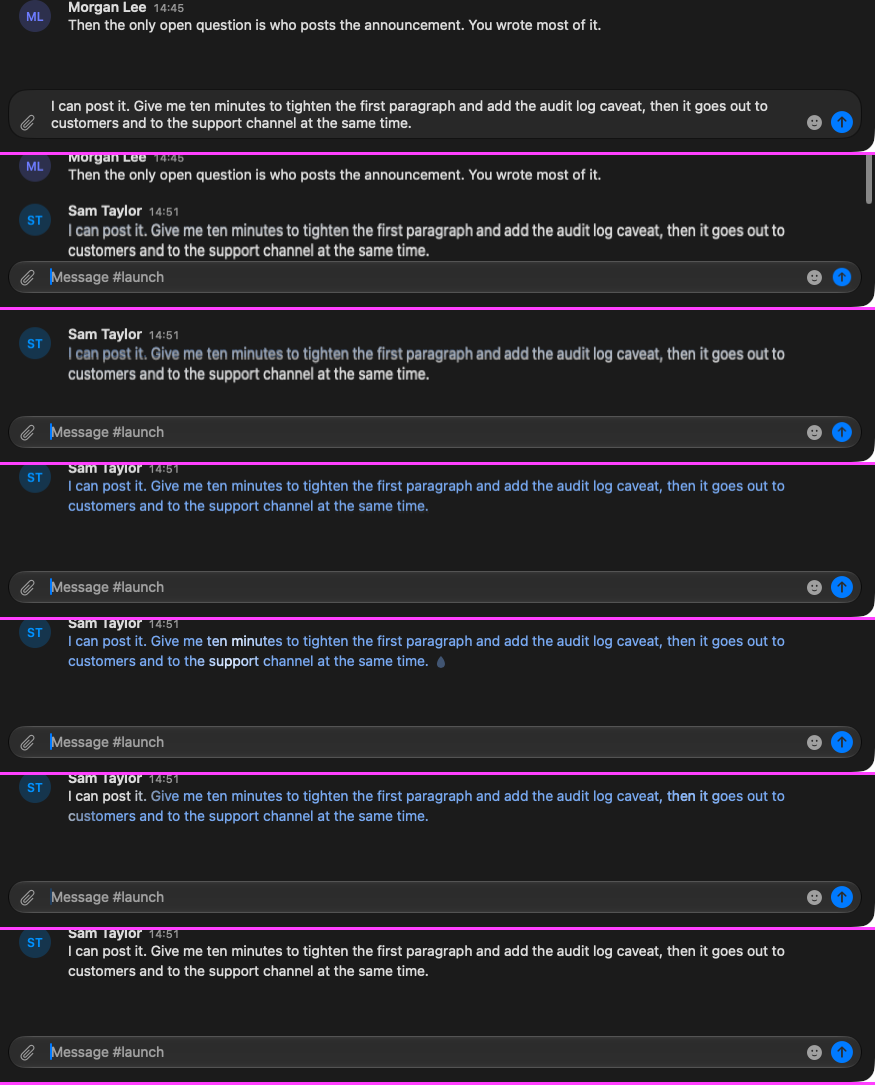 ML
Morgan Lee 14:45
Then the only open question is who posts the announcement. You wrote most of it.
I can post it. Give me ten minutes to tighten the first paragraph and add the audit log caveat, then it goes out to
customers and to the support channel at the same time.
ML
Morgan Lee 14:45
Then the only open question is who posts the announcement. You wrote most of it.
ST
Sam Taylor 14:51
I can post it. Give me ten minutes to tighten the first paragraph and add the audit log caveat, then it goes out to
customers and to the support channel at the same time.
Message #launch
ST
Sam Taylor 14:51
I can post it. Give me ten minutes to tighten the first paragraph and add the audit log caveat, then it goes out to
customers and to the support channel at the same time.
Message #launch
ST
Sam Taylor 14:51
I can post it. Give me ten minutes to tighten the first paragraph and add the audit log caveat, then it goes out to
customers and to the support channel at the same time.
Message #launch
ST
Sam Taylor 14:51
I can post it. Give me ten minutes to tighten the first paragraph and add the audit log caveat, then it goes out to
customers and to the support channel at the same time.
Message #launch
ST
Sam Taylor 14:51
I can post it. Give me ten minutes to tighten the first paragraph and add the audit log caveat, then it goes out to
customers and to the support channel at the same time.
Message #launch
ST
Sam Taylor 14:51
I can post it. Give me ten minutes to tighten the first paragraph and add the audit log caveat, then it goes out to
customers and to the support channel at the same time.
Message #launch